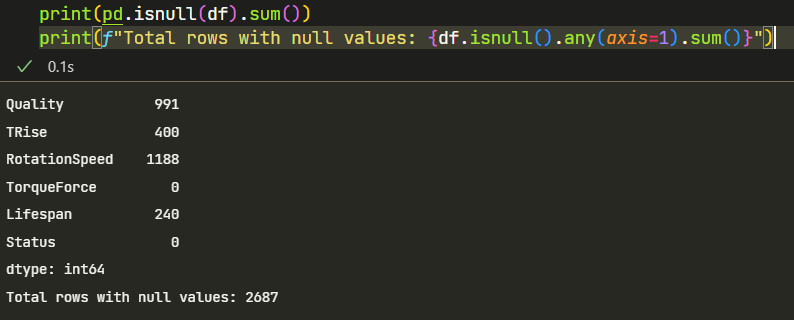 print(pd.isnull(df).sum())
print(f"Total rows with null values: {df.isnull().any(axis=1).sum()}")
0.1s
Quality 991
TRise 400
RotationSpeed 1188
TorqueForce 0
Lifespan 240
Status 0
dtype: int64
Total rows with null values: 2687